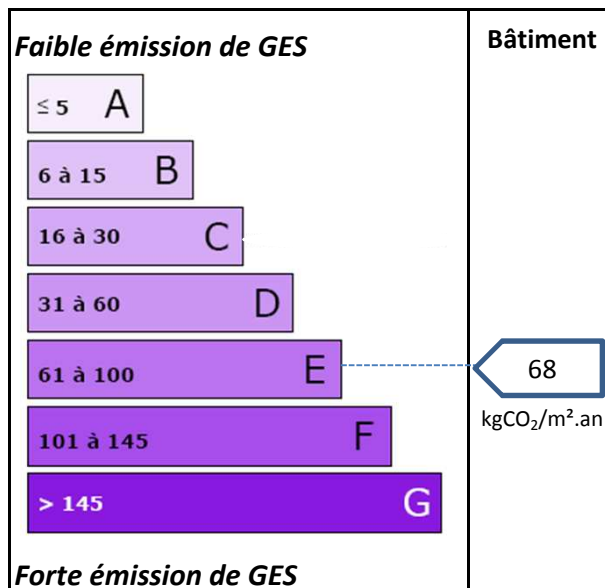 Faible émission de GES
Bâtiment
≤ 5 A
6 à 15 B
16 à 30 C
31 à 60 D
61 à 100 E
68
kgCO₂/m².an
101 à 145 F
> 145 G
Forte émission de GES